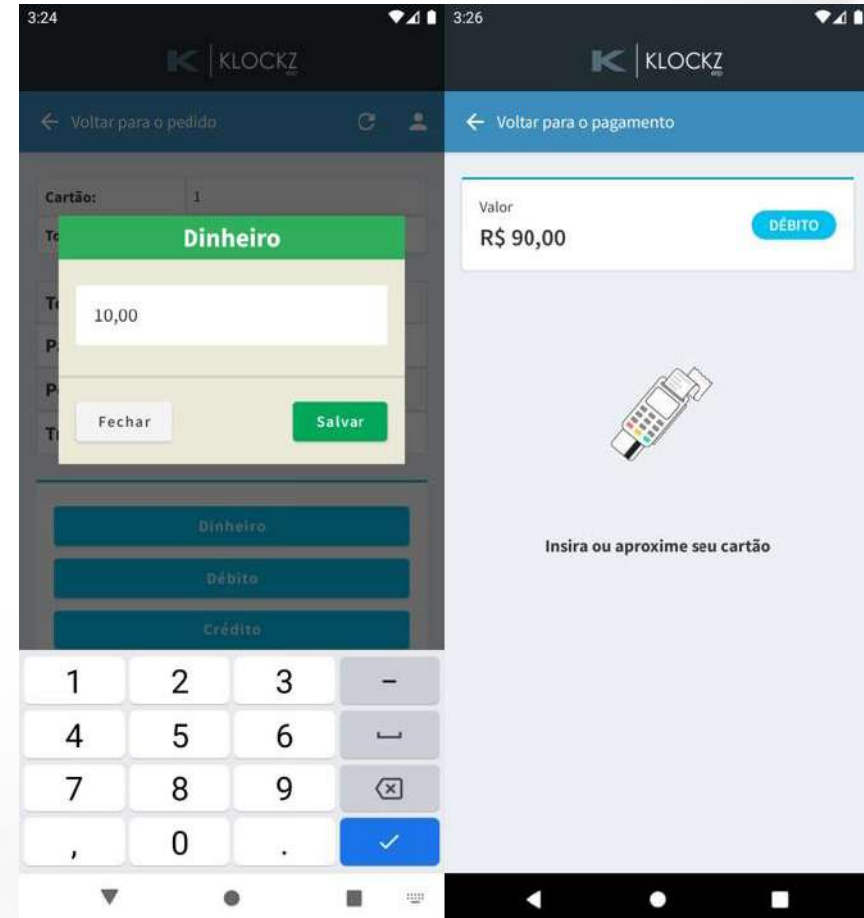 3:24
K KLOCKZ
erp
Voltar para o pedido
Cartão: 1
Dinheiro
10,00
Fechar Salvar
Dinheiro
Débito
Crédito
1 2 3 -
4 5 6
7 8 9
, 0 .
3:26
K KLOCKZ
erp
Voltar para o pagamento
Valor
R$ 90,00 DÉBITO
Insira ou aproxime seu cartão